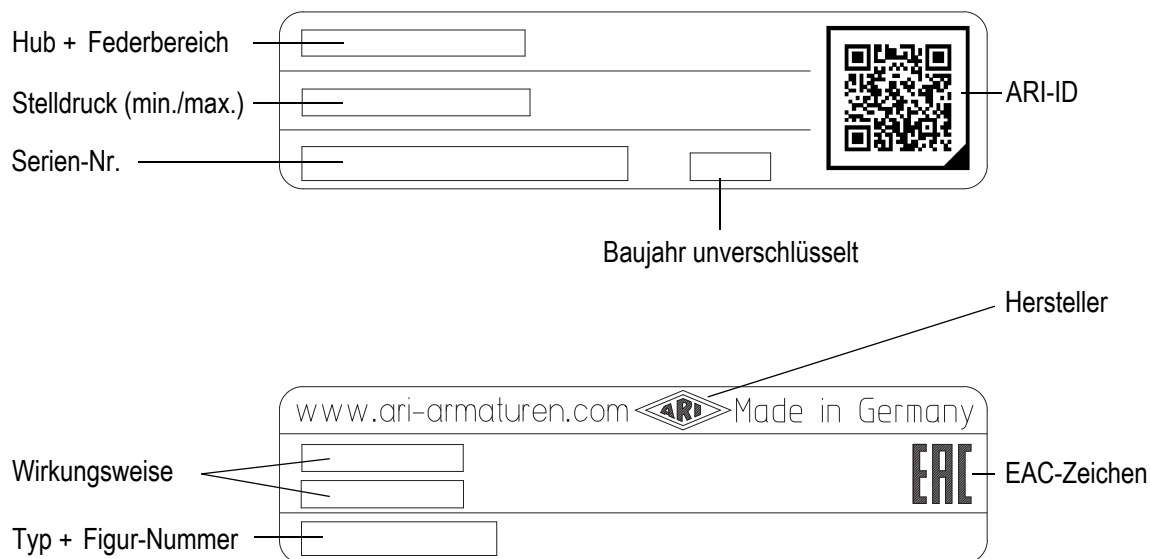 Hub + Federbereich
Stelldruck (min./max.)
ARI-ID
Serien-Nr.
Baujahr unverschlüsselt
Hersteller
www.ari-armaturen.com ARI Made in Germany
Wirkungsweise
EAC
EAC-Zeichen
Typ + Figur-Nummer